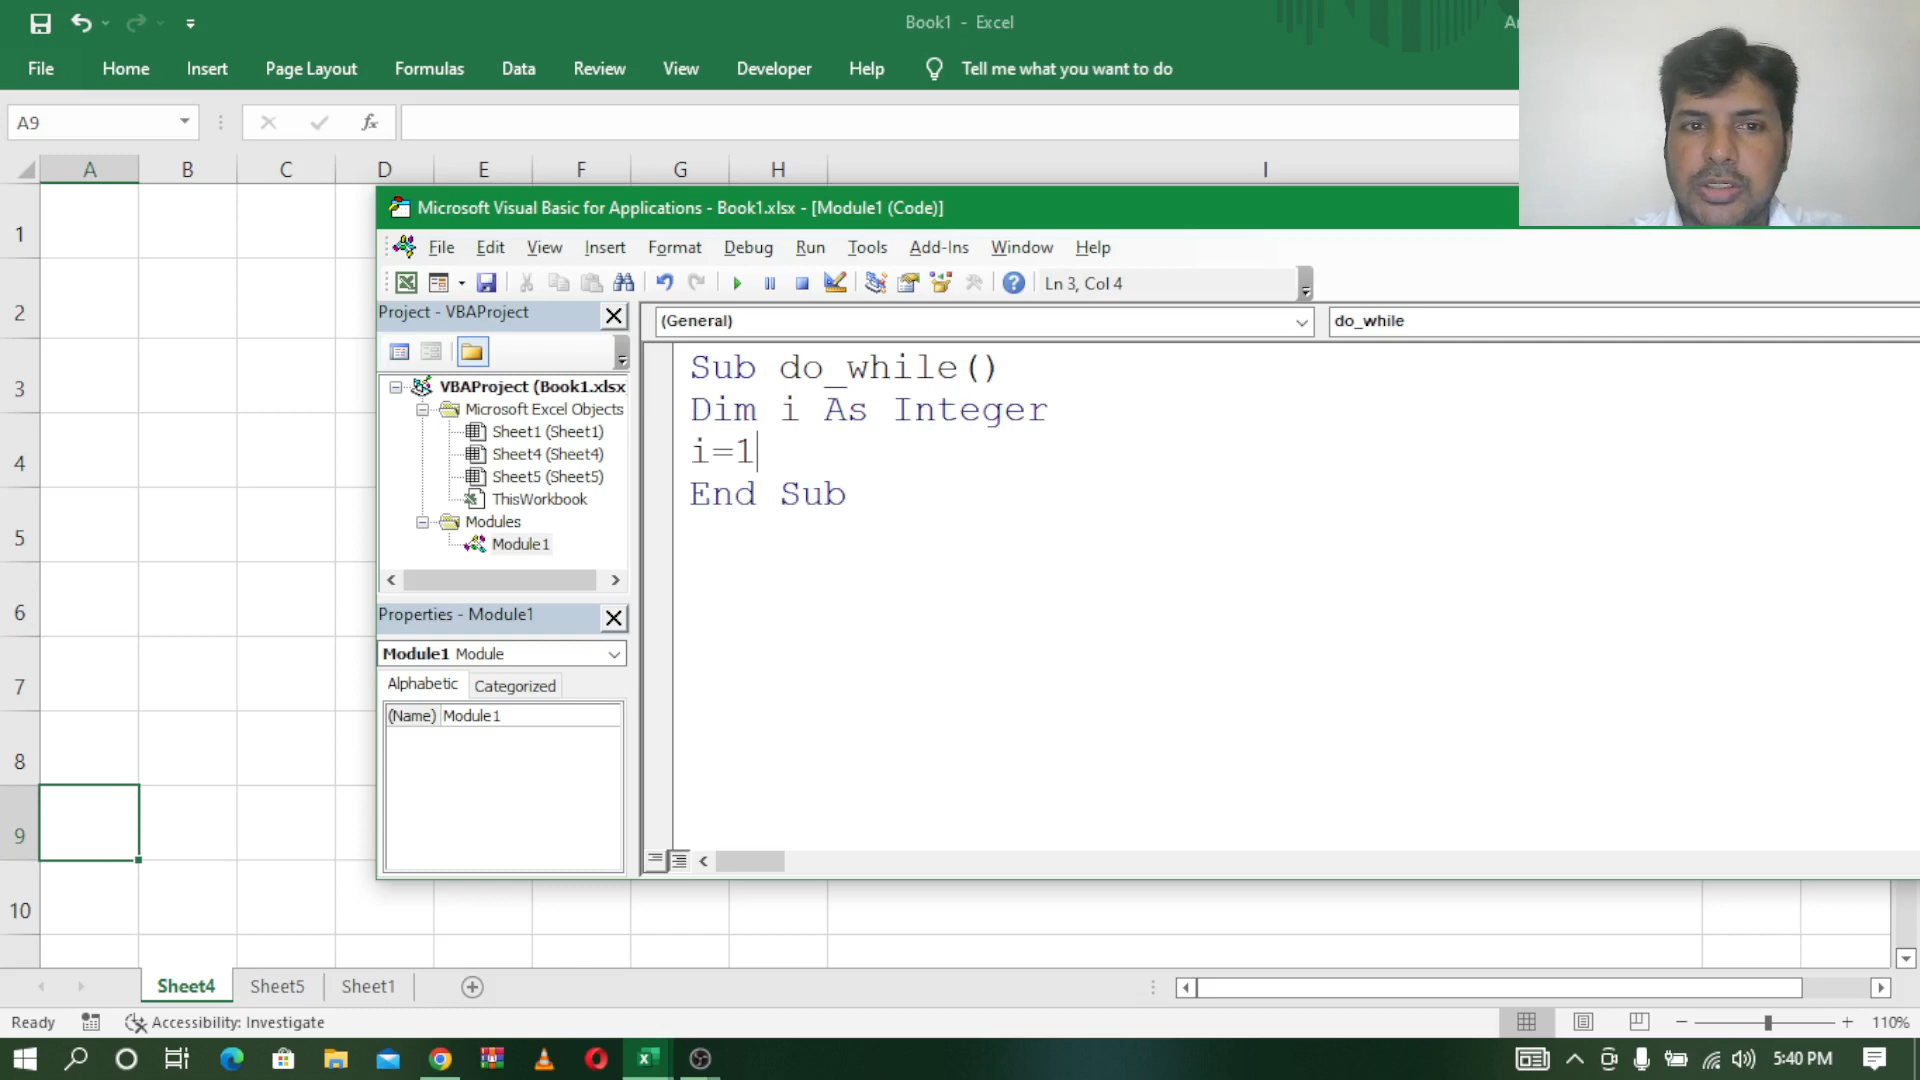 Book1 - Excel
File Home Insert Page Layout Formulas Data Review View Developer Help Tell me what you want to do
A9
fx
A B C D E F G H I
Microsoft Visual Basic for Applications - Book1.xlsx - [Module1 (Code)]
File Edit View Insert Format Debug Run Tools Add-Ins Window Help
Ln 3, Col 4
Project - VBAProject
(General)
do_while
VBAProject (Book1.xlsx
Microsoft Excel Objects
Sheet1 (Sheet1)
Sheet4 (Sheet4)
Sheet5 (Sheet5)
ThisWorkbook
Modules
Module1
Sub do_while()
Dim i As Integer
i=1
End Sub
Properties - Module1
Module1 Module
Alphabetic Categorized
(Name) Module1
1
2
3
4
5
6
7
8
9
10
Sheet4 Sheet5 Sheet1
Ready Accessibility: Investigate
110%
5:40 PM